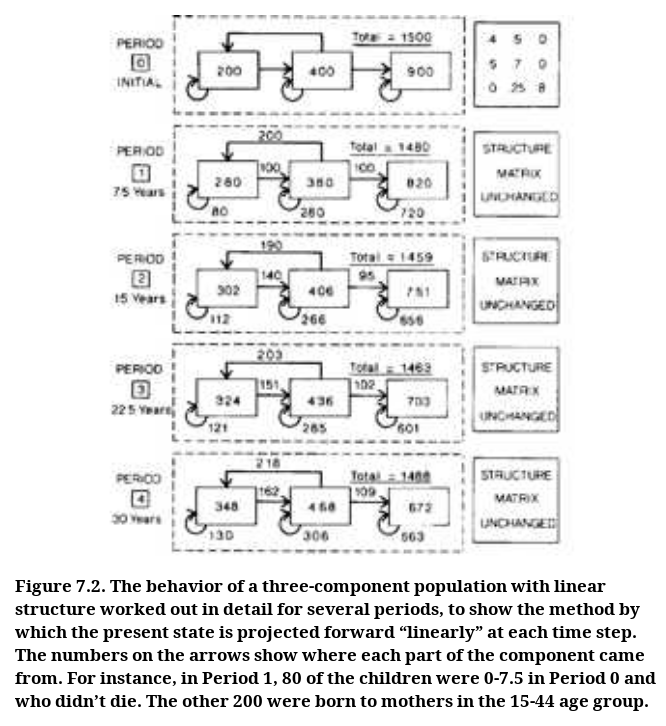 PERIOD
0
INITIAL
Total = 1500
200
400
900
4 5 0
5 7 0
0 25 8
PERIOD
1
7.5 Years
200
Total = 1480
280
100
380
100
820
80
280
720
STRUCTURE
MATRIX
UNCHANGED
PERIOD
2
15 Years
190
Total = 1459
302
140
406
95
751
112
266
656
STRUCTURE
MATRIX
UNCHANGED
PERIOD
3
22.5 Years
203
Total = 1463
324
151
436
102
703
121
285
601
STRUCTURE
MATRIX
UNCHANGED
PERIOD
4
30 Years
218
Total = 1488
348
162
468
109
672
130
306
563
STRUCTURE
MATRIX
UNCHANGED
Figure 7.2. The behavior of a three-component population with linear
structure worked out in detail for several periods, to show the method by
which the present state is projected forward “linearly” at each time step.
The numbers on the arrows show where each part of the component came
from. For instance, in Period 1, 80 of the children were 0-7.5 in Period 0 and
who didn’t die. The other 200 were born to mothers in the 15-44 age group.